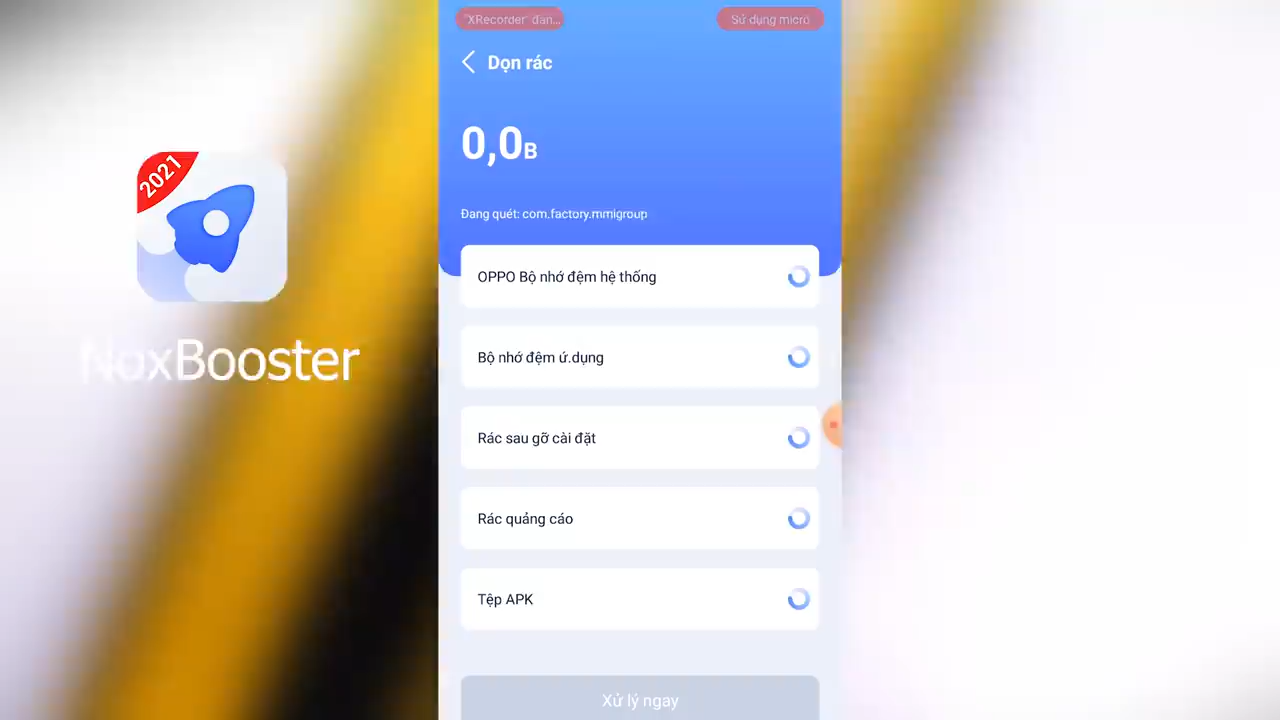 "XRecorder" đan...
Sử dụng micrô
Dọn rác
2021
0,0B
Đang quét: com.factory.mmigroup
OPPO Bộ nhớ đệm hệ thống
NoxBooster
Bộ nhớ đệm ứ.dụng
Rác sau gỡ cài đặt
Rác quảng cáo
Tệp APK
Xử lý ngay